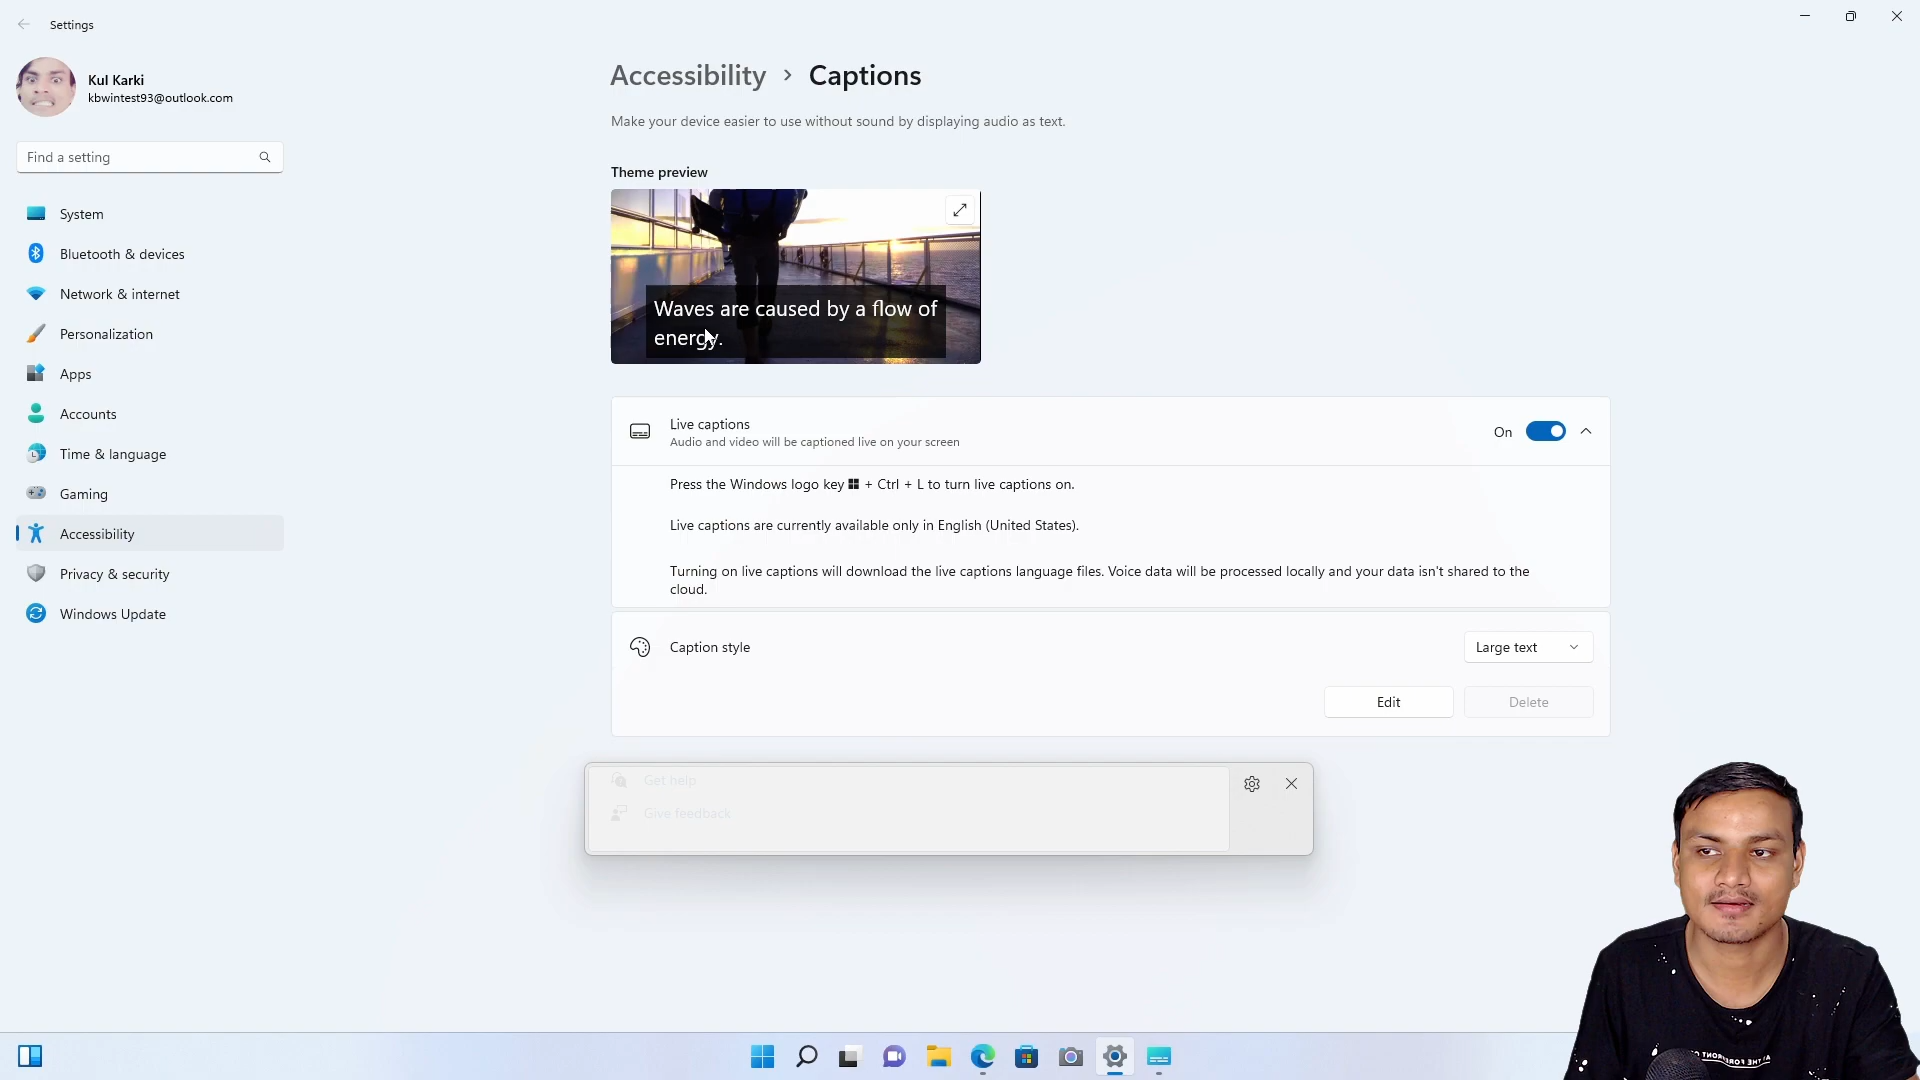 Settings
Kul Karki
kbwintest93@outlook.com
Find a setting
System
Bluetooth & devices
Network & internet
Personalization
Apps
Accounts
Time & language
Gaming
Accessibility
Privacy & security
Windows Update
Accessibility › Captions
Make your device easier to use without sound by displaying audio as text.
Theme preview
Waves are caused by a flow of
energy.
Live captions
Audio and video will be captioned live on your screen
On
Press the Windows logo key + Ctrl + L to turn live captions on.
Live captions are currently available only in English (United States).
Turning on live captions will download the live captions language files. Voice data will be processed locally and your data isn't shared to the
cloud.
Caption style
Large text
Edit
Delete
Get help
Give feedback